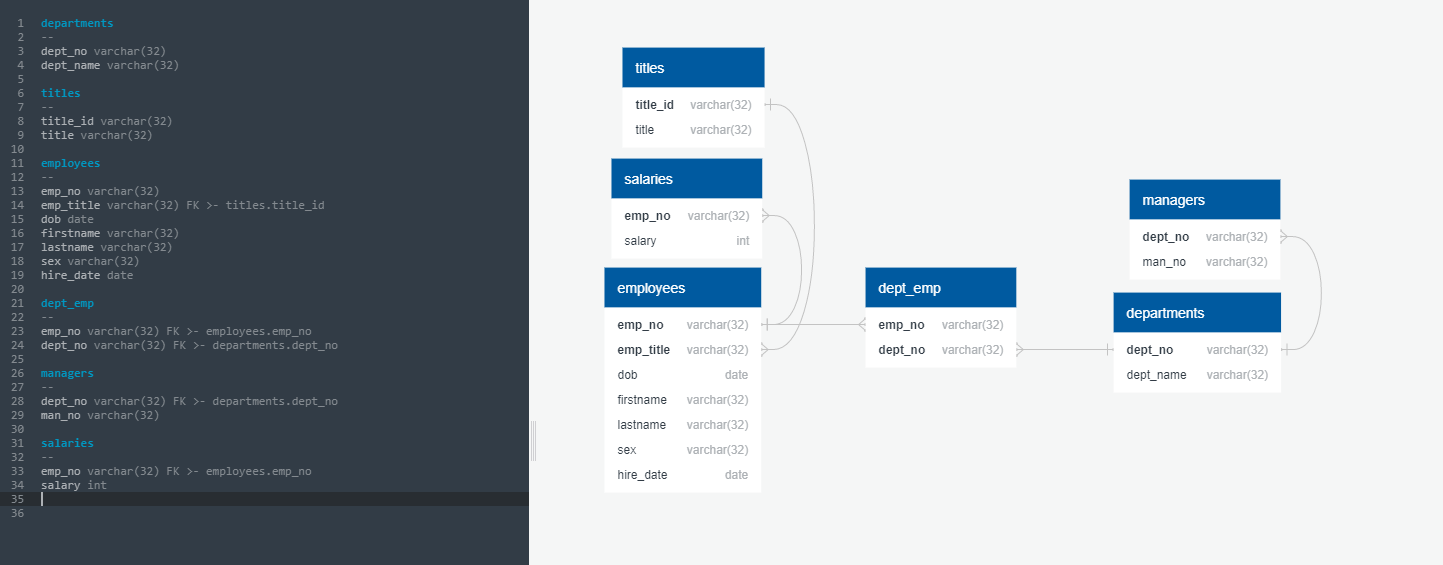 1 departments
2 --
3 dept_no varchar(32)
4 dept_name varchar(32)
5
6 titles
7 --
8 title_id varchar(32)
9 title varchar(32)
10
11 employees
12 --
13 emp_no varchar(32)
14 emp_title varchar(32) FK >- titles.title_id
15 dob date
16 firstname varchar(32)
17 lastname varchar(32)
18 sex varchar(32)
19 hire_date date
20
21 dept_emp
22 --
23 emp_no varchar(32) FK >- employees.emp_no
24 dept_no varchar(32) FK >- departments.dept_no
25
26 managers
27 --
28 dept_no varchar(32) FK >- departments.dept_no
29 man_no varchar(32)
30
31 salaries
32 --
33 emp_no varchar(32) FK >- employees.emp_no
34 salary int
35
36
titles
title_id varchar(32)
title varchar(32)
salaries
emp_no varchar(32)
salary int
employees
emp_no varchar(32)
emp_title varchar(32)
dob date
firstname varchar(32)
lastname varchar(32)
sex varchar(32)
hire_date date
dept_emp
emp_no varchar(32)
dept_no varchar(32)
managers
dept_no varchar(32)
man_no varchar(32)
departments
dept_no varchar(32)
dept_name varchar(32)